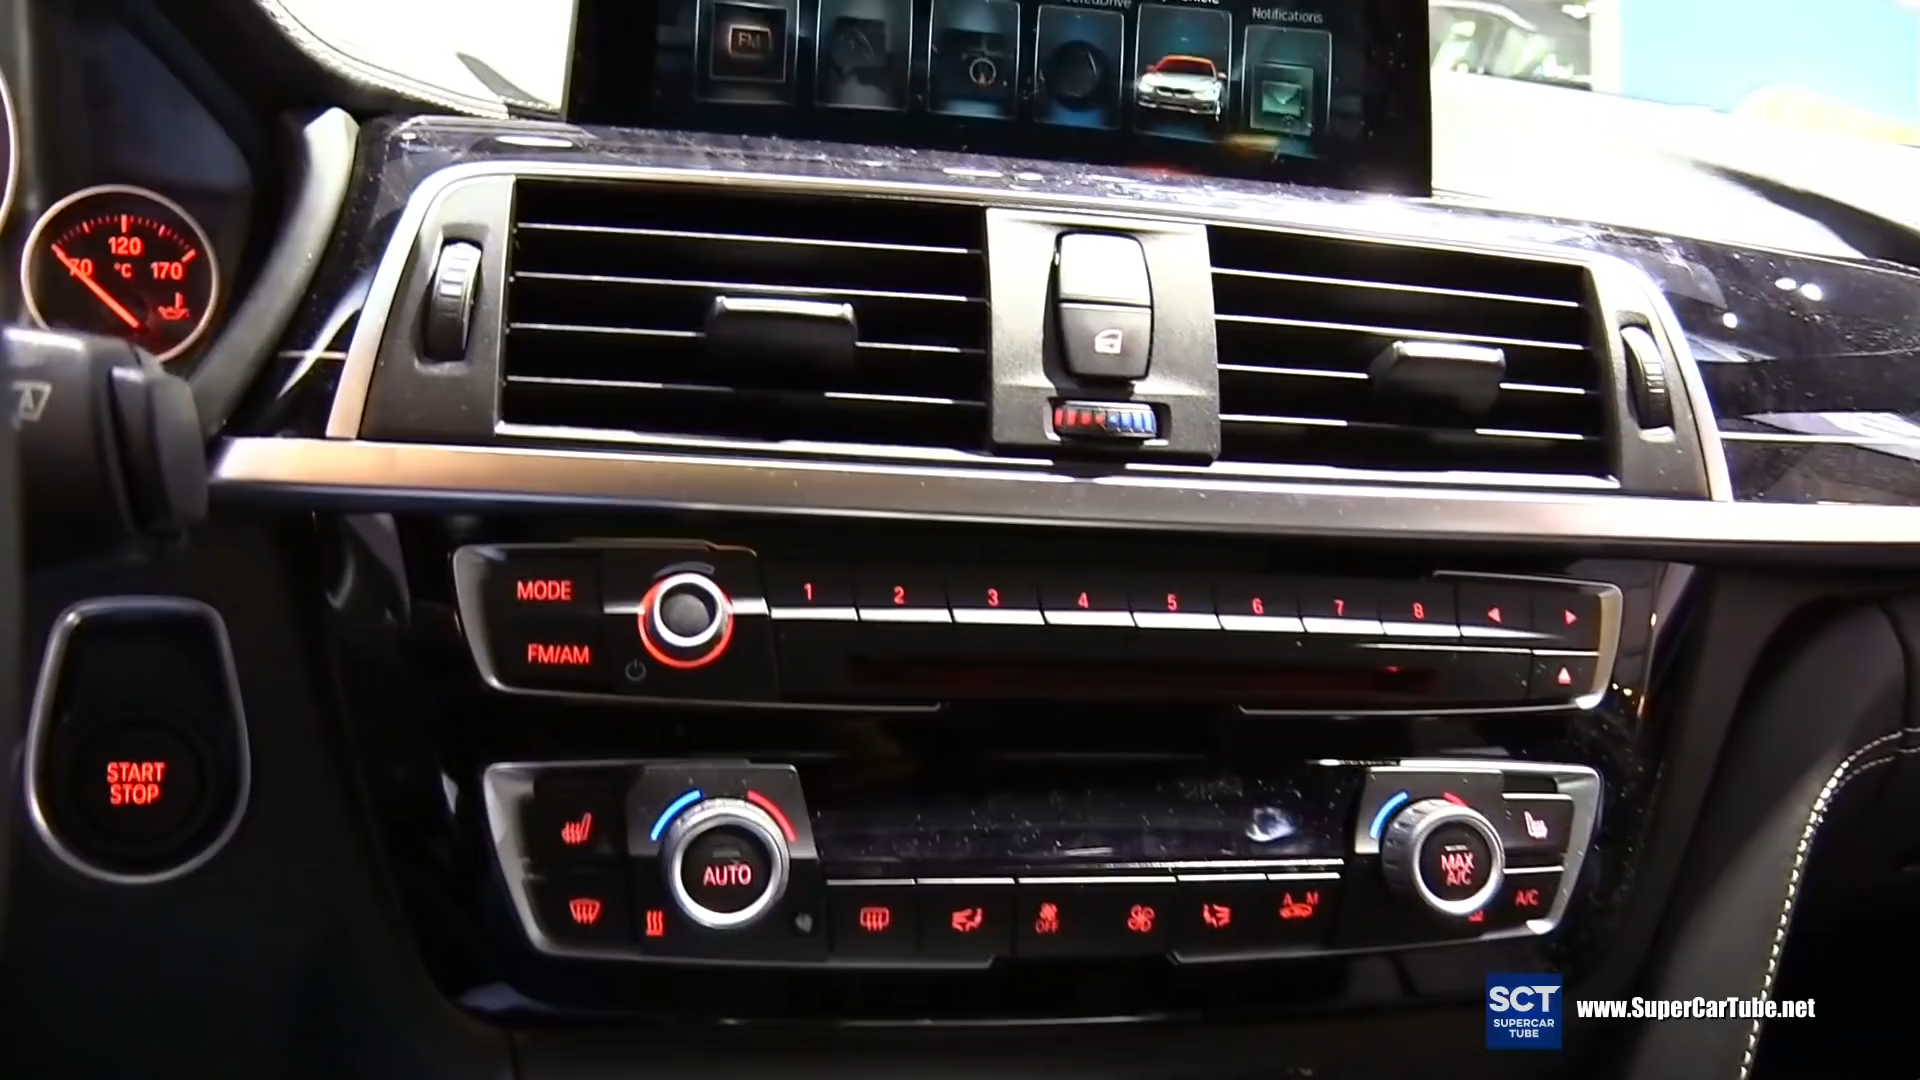 Notifications
FM
120
70 °C 170
MODE
1 2 3 4 5 6 7 8
FM/AM
START
STOP
AUTO
MAX
A/C
A/C
OFF
A M
SCT
SUPERCAR
TUBE
www.SuperCarTube.net